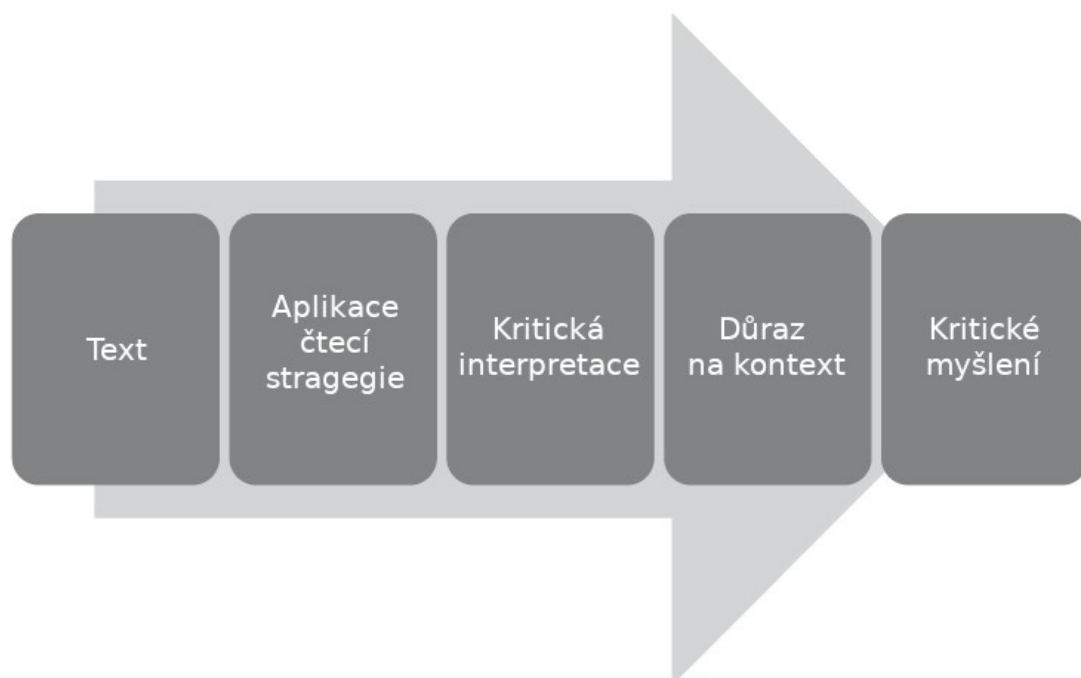 Text
Aplikace
čtecí
stragegie
Kritická
interpretace
Důraz
na kontext
Kritické
myšlení